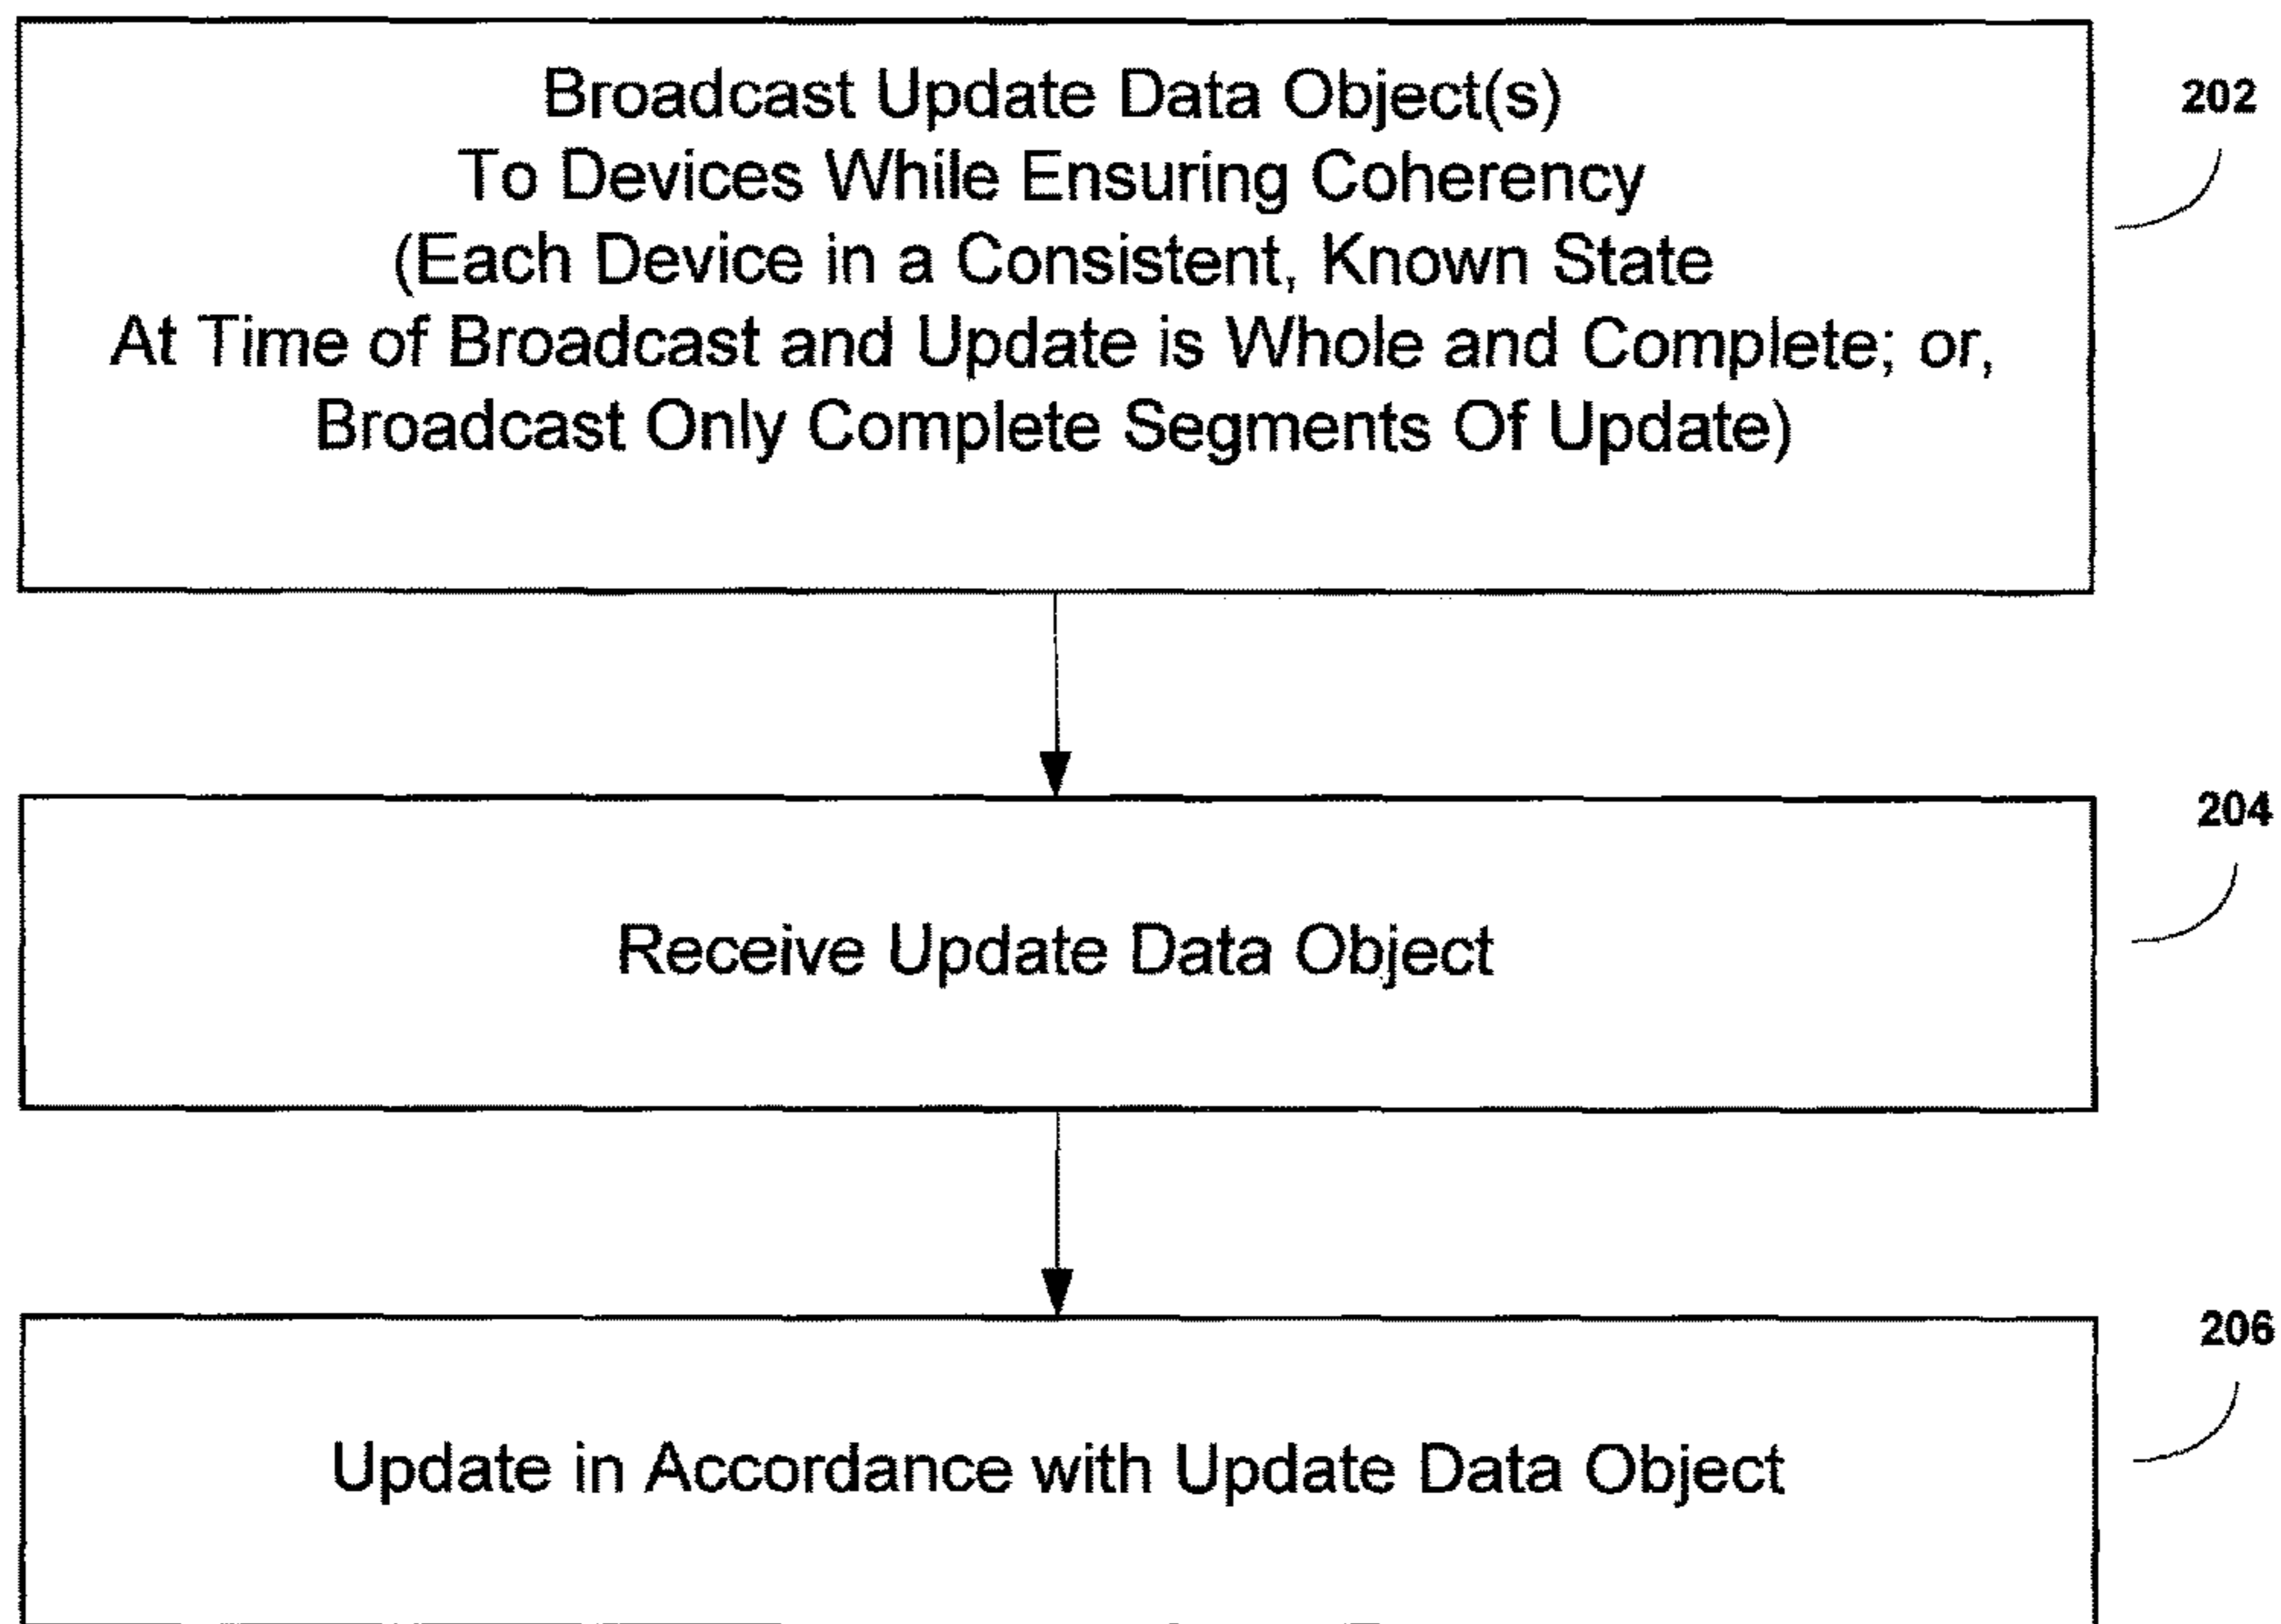 Broadcast Update Data Object(s)
To Devices While Ensuring Coherency
(Each Device in a Consistent, Known State
At Time of Broadcast and Update is Whole and Complete; or,
Broadcast Only Complete Segments Of Update)
202
Receive Update Data Object
204
Update in Accordance with Update Data Object
206